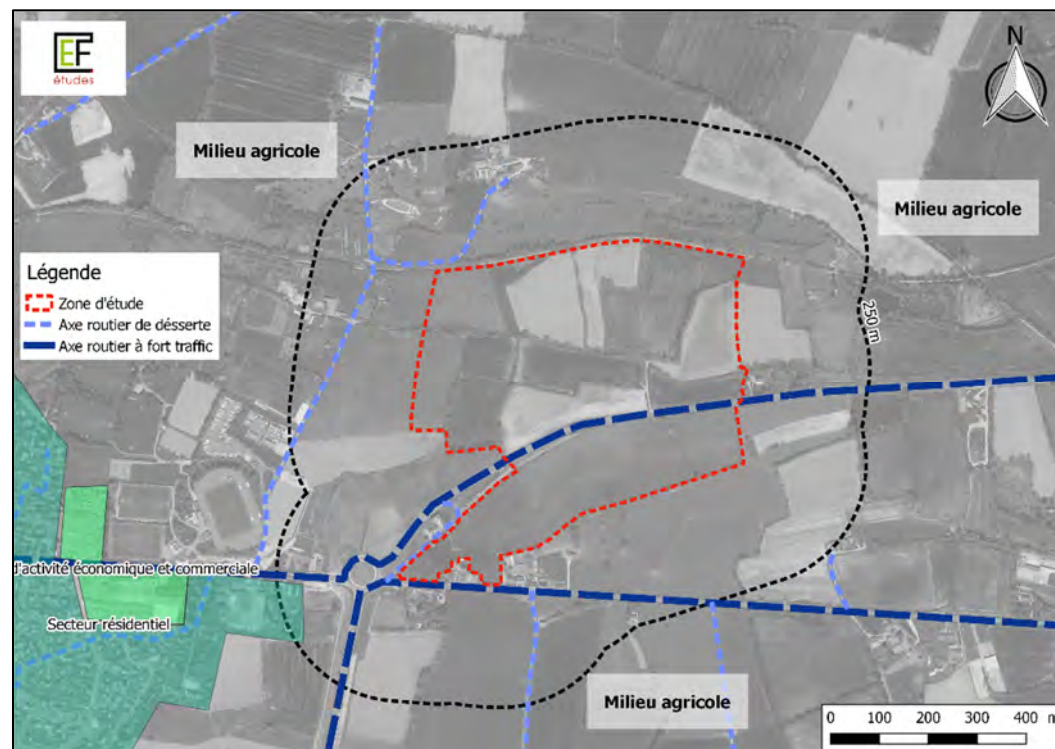 EF
études
N
Milieu agricole
Milieu agricole
Légende
Zone d'étude
Axe routier de désserte
Axe routier à fort traffic
250 m
d'activité économique et commerciale
Secteur résidentiel
Milieu agricole
0 100 200 300 400 m